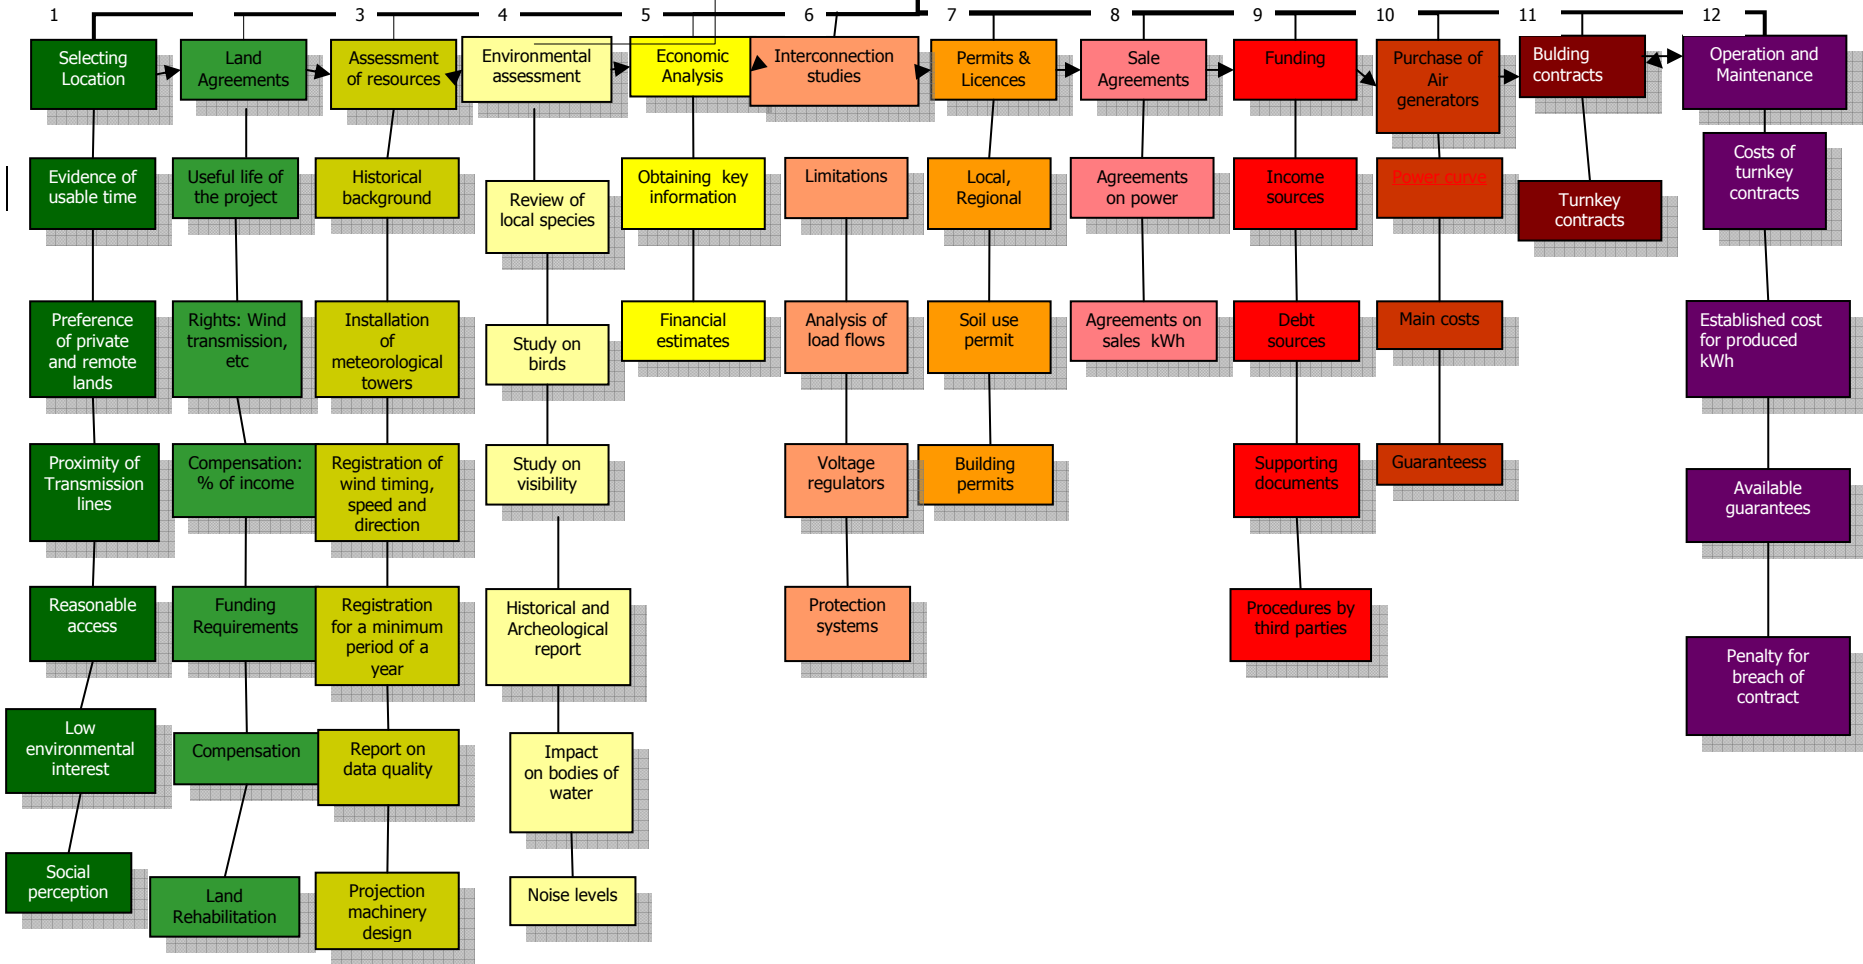 1
3
4
5
6
7
8
9
10
11
12
Selecting
Location
Evidence of
usable time
Preference
of private
and remote
lands
Proximity of
Transmission
lines
Reasonable
access
Low
environmental
interest
Social
perception
Land
Agreements
Useful life of
the project
Rights: Wind
transmission,
etc
Compensation:
% of income
Funding
Requirements
Compensation
Land
Rehabilitation
Assessment
of resources
Historical
background
Installation
of
meteorological
towers
Registration of
wind timing,
speed and
direction
Registration
for a minimum
period of a
year
Report on
data quality
Projection
machinery
design
Environmental
assessment
Review of
local species
Study on
birds
Study on
visibility
Historical and
Archeological
report
Impact
on bodies of
water
Noise levels
Economic
Analysis
Obtaining key
information
Financial
estimates
Interconnection
studies
Limitations
Analysis of
load flows
Voltage
regulators
Protection
systems
Permits &
Licences
Local,
Regional
Soil use
permit
Building
permits
Sale
Agreements
Agreements
on power
Agreements on
sales kWh
Funding
Income
sources
Debt
sources
Supporting
documents
Procedures by
third parties
Purchase of
Air
generators
Power curve
Main costs
Guaranteess
Bulding
contracts
Turnkey
contracts
Operation and
Maintenance
Costs of
turnkey
contracts
Established cost
for produced
kWh
Available
guarantees
Penalty for
breach of
contract